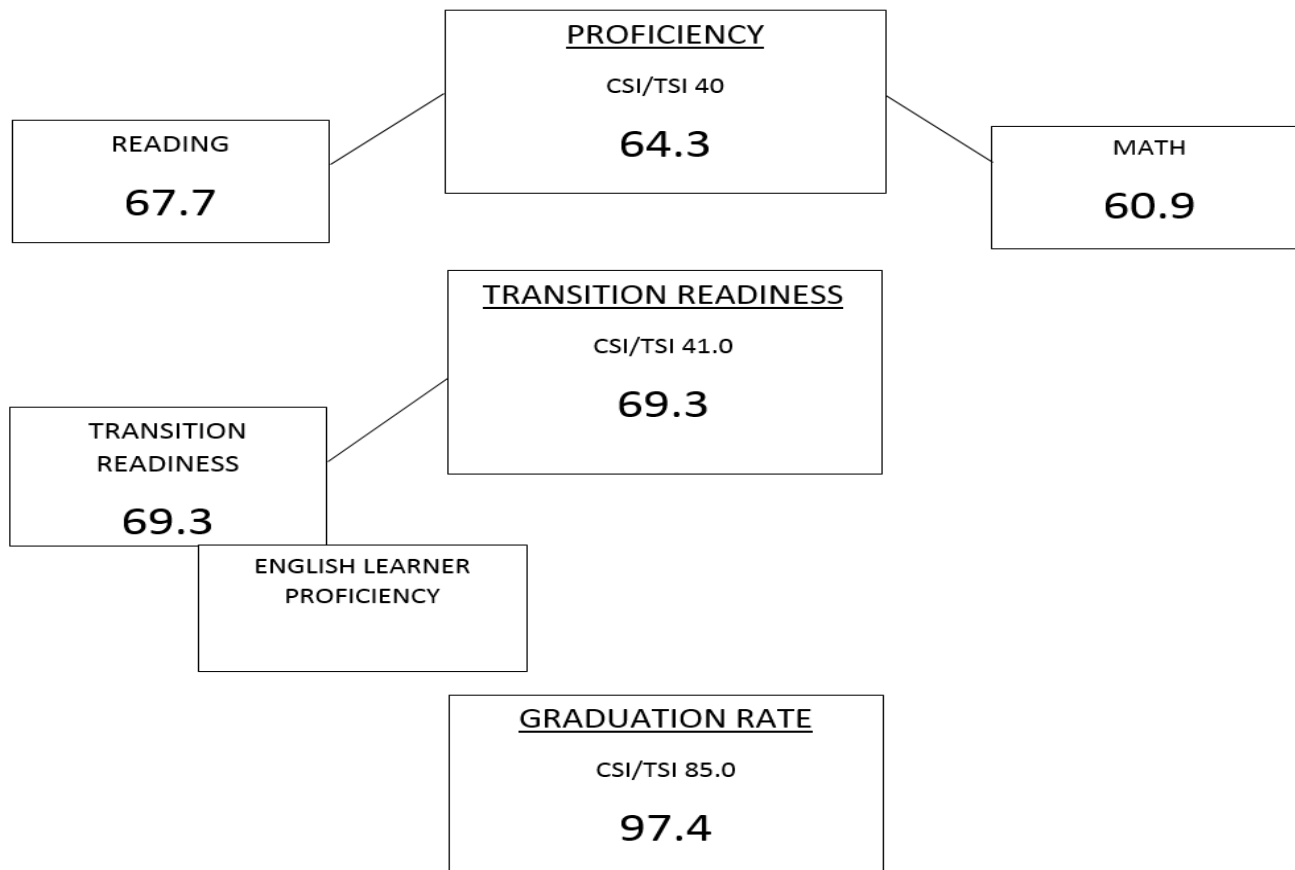 PROFICIENCY
CSI/TSI 40
64.3
READING
67.7
MATH
60.9
TRANSITION READINESS
CSI/TSI 41.0
69.3
TRANSITION
READINESS
69.3
ENGLISH LEARNER
PROFICIENCY
GRADUATION RATE
CSI/TSI 85.0
97.4